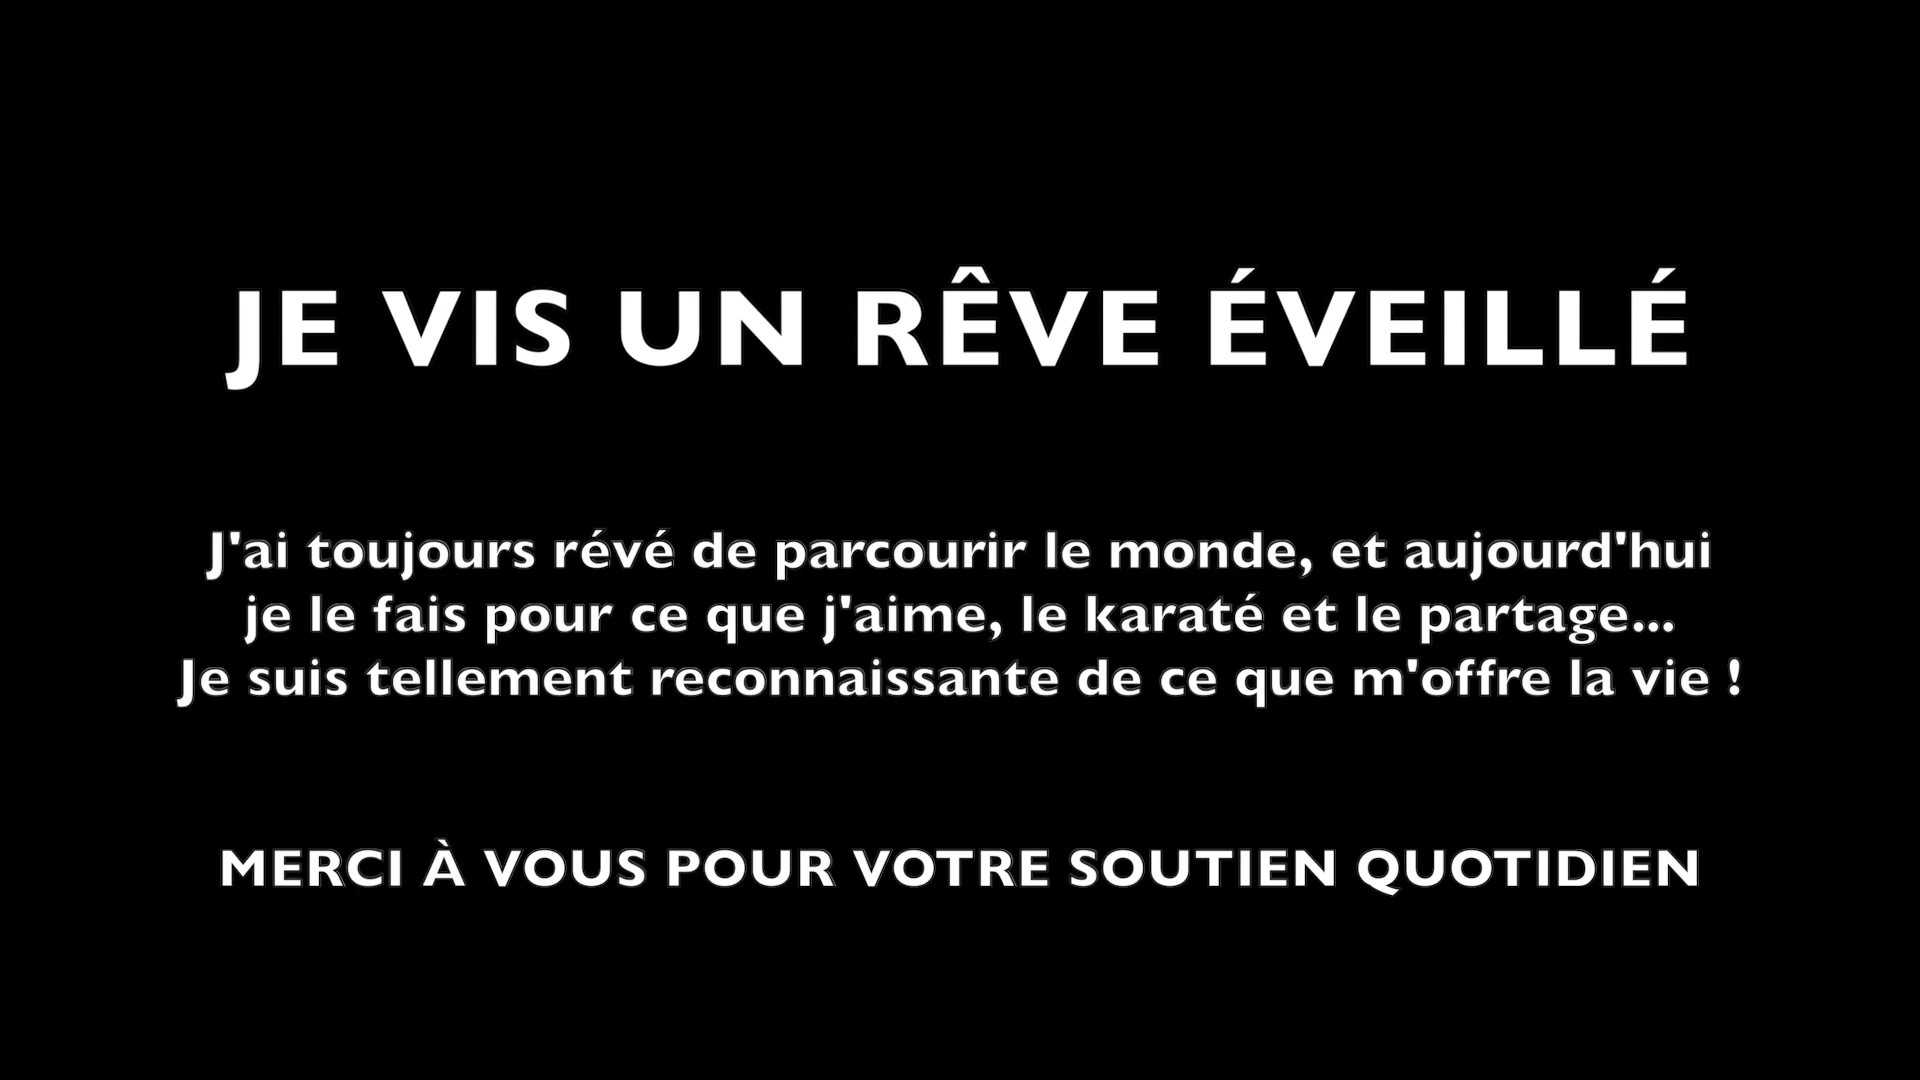 JE VIS UN RÊVE ÉVEILLÉ
J'ai toujours révé de parcourir le monde, et aujourd'hui
je le fais pour ce que j'aime, le karaté et le partage...
Je suis tellement reconnaissante de ce que m'offre la vie !
MERCI À VOUS POUR VOTRE SOUTIEN QUOTIDIEN